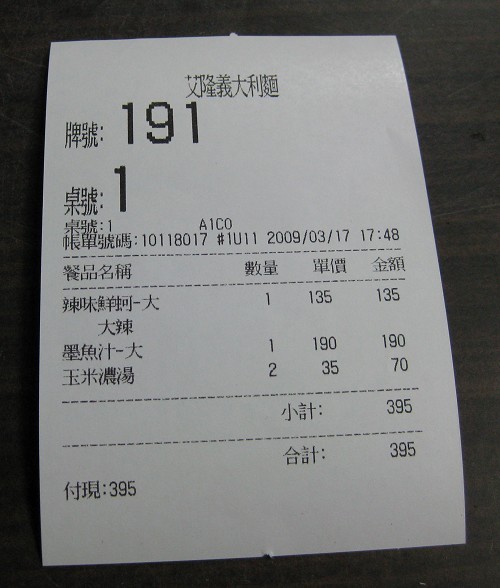 艾隆義大利麵
牌號: 191
桌號: 1
桌號:1 A1CO
帳單號碼:10118017 #1U11 2009/03/17 17:48
餐品名稱 數量 單價 金額
辣味鮮蚵-大 1 135 135
大辣
墨魚汁-大 1 190 190
玉米濃湯 2 35 70
小計: 395
合計: 395
付現:395